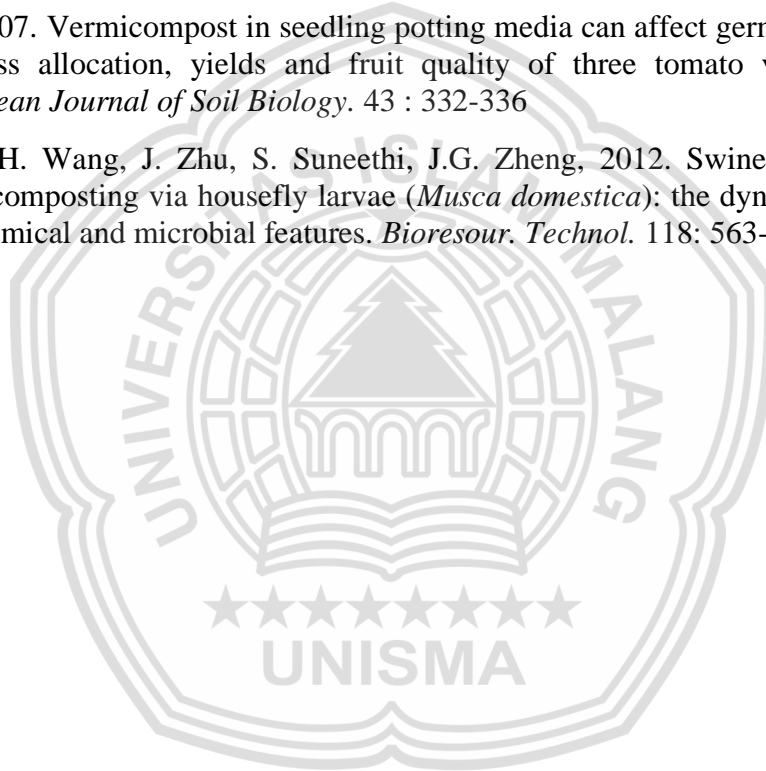 07. Vermicompost in seedling potting media can affect germ
ss allocation, yields and fruit quality of three tomato v
ean Journal of Soil Biology. 43 : 332-336
H. Wang, J. Zhu, S. Suneethi, J.G. Zheng, 2012. Swine
composting via housefly larvae (Musca domestica): the dyn
mical and microbial features. Bioresour. Technol. 118: 563-
UNIVERSITAS ISLAM MALANG
UNISMA